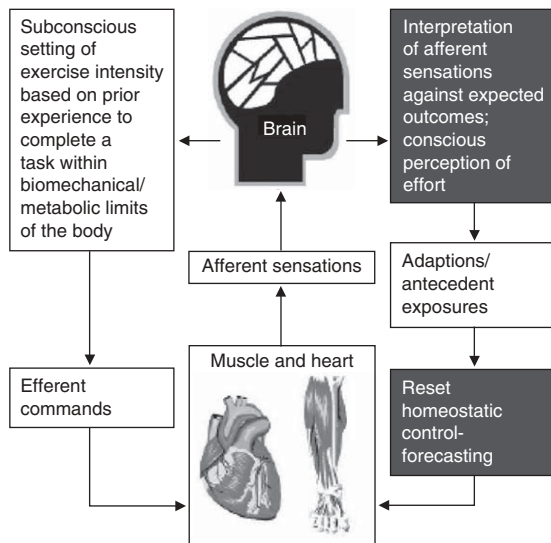 Subconscious
setting of
exercise intensity
based on prior
experience to
complete a
task within
biomechanical/
metabolic limits
of the body
Brain
Interpretation
of afferent
sensations
against expected
outcomes;
conscious
perception of
effort
Afferent sensations
Adaptions/
antecedent
exposures
Efferent
commands
Muscle and heart
Reset
homeostatic
control-
forecasting